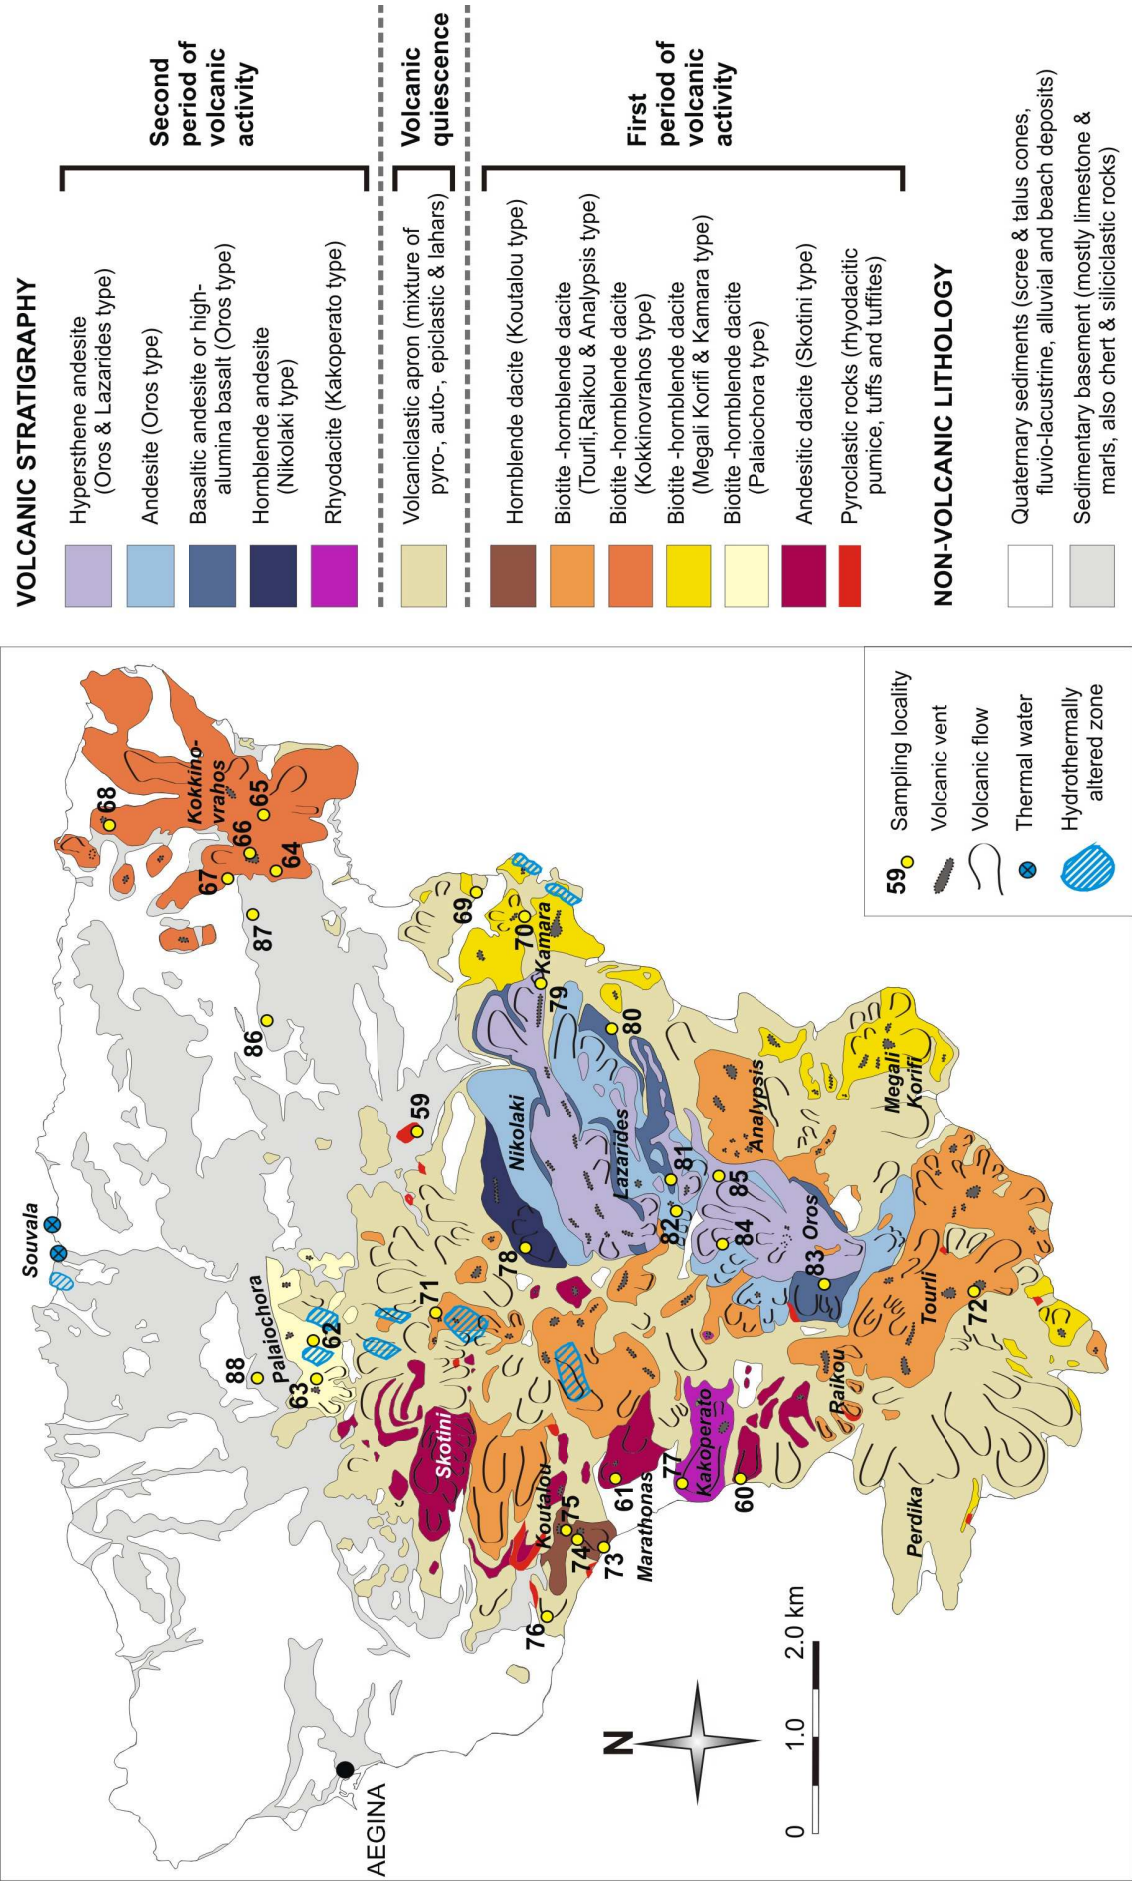 VOLCANIC STRATIGRAPHY
Hypersthene andesite
(Oros & Lazarides type)
Andesite (Oros type)
Basaltic andesite or high-
alumina basalt (Oros type)
Hornblende andesite
(Nikolaki type)
Rhyodacite (Kakoperato type)
Second
period of
volcanic
activity
Volcaniclastic apron (mixture of
pyro-, auto-, epiclastic & lahars)
Volcanic
quiescence
Hornblende dacite (Koutalou type)
Biotite -hornblende dacite
(Tourli,Raikou & Analypsis type)
Biotite -hornblende dacite
(Kokkinovrahos type)
Biotite -hornblende dacite
(Megali Korifi & Kamara type)
Biotite -hornblende dacite
(Palaiochora type)
Andesitic dacite (Skotini type)
Pyroclastic rocks (rhyodacitic
pumice, tuffs and tuffites)
First
period of
volcanic
activity
NON-VOLCANIC LITHOLOGY
Quaternary sediments (scree & talus cones,
fluvio-lacustrine, alluvial and beach deposits)
Sedimentary basement (mostly limestone &
marls, also chert & siliciclastic rocks)
Souvala
Kokkino-
vrahos
68
67
66
65
64
87
86
88
Palaiochora
63
62
59
69
70
Kamara
79
71
Nikolaki
78
Skotini
80
Lazarides
81
82
85
84
Analypsis
Megali
Korifi
Oros
83
Koutalou
75
74
73
76
61
Marathonas
77
Kakoperato
60
Raikou
Tourli
72
Perdika
AEGINA
N
0
1.0
2.0 km
59
Sampling locality
Volcanic vent
Volcanic flow
Thermal water
Hydrothermally
altered zone